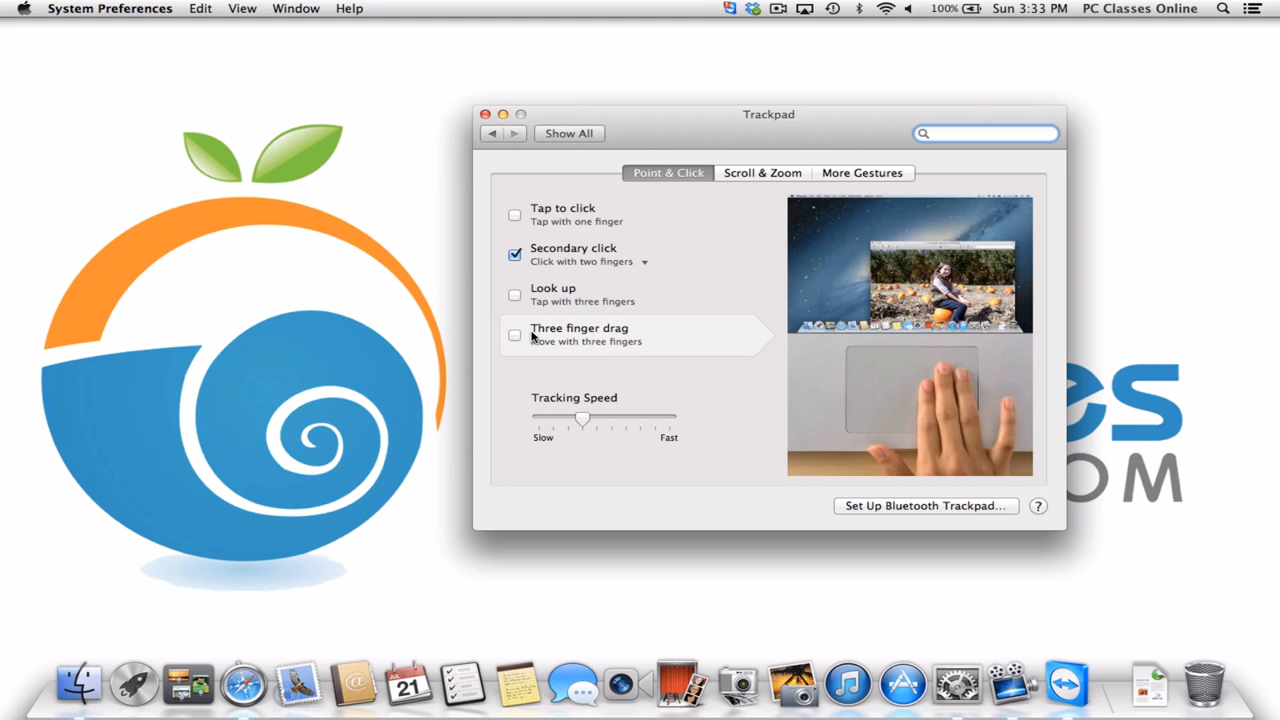 System Preferences Edit View Window Help 100% Sun 3:33 PM PC Classes Online
Trackpad
Show All
Point & Click Scroll & Zoom More Gestures
Tap to click
Tap with one finger
Secondary click
Click with two fingers
Look up
Tap with three fingers
Three finger drag
Move with three fingers
Tracking Speed
Slow Fast
Set Up Bluetooth Trackpad... ?
es
OM
JUL
21